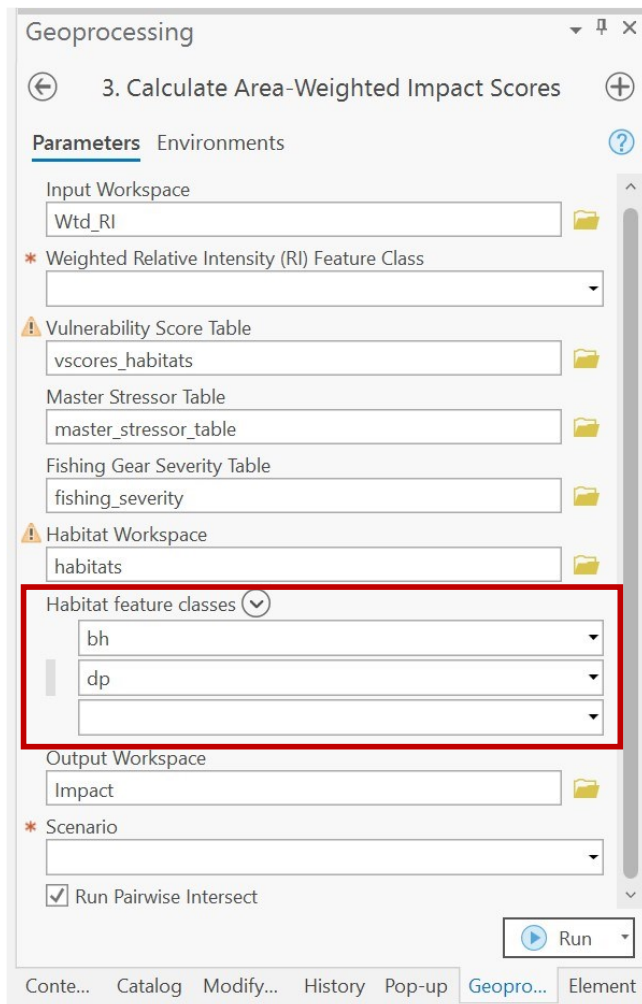 Geoprocessing
3. Calculate Area-Weighted Impact Scores
Parameters Environments
Input Workspace
Wtd_RI
* Weighted Relative Intensity (RI) Feature Class
Vulnerability Score Table
vscores_habitats
Master Stressor Table
master_stressor_table
Fishing Gear Severity Table
fishing_severity
Habitat Workspace
habitats
Habitat feature classes
bh
dp
Output Workspace
Impact
* Scenario
Run Pairwise Intersect
Run
Conte... Catalog Modify... History Pop-up Geopro... Element